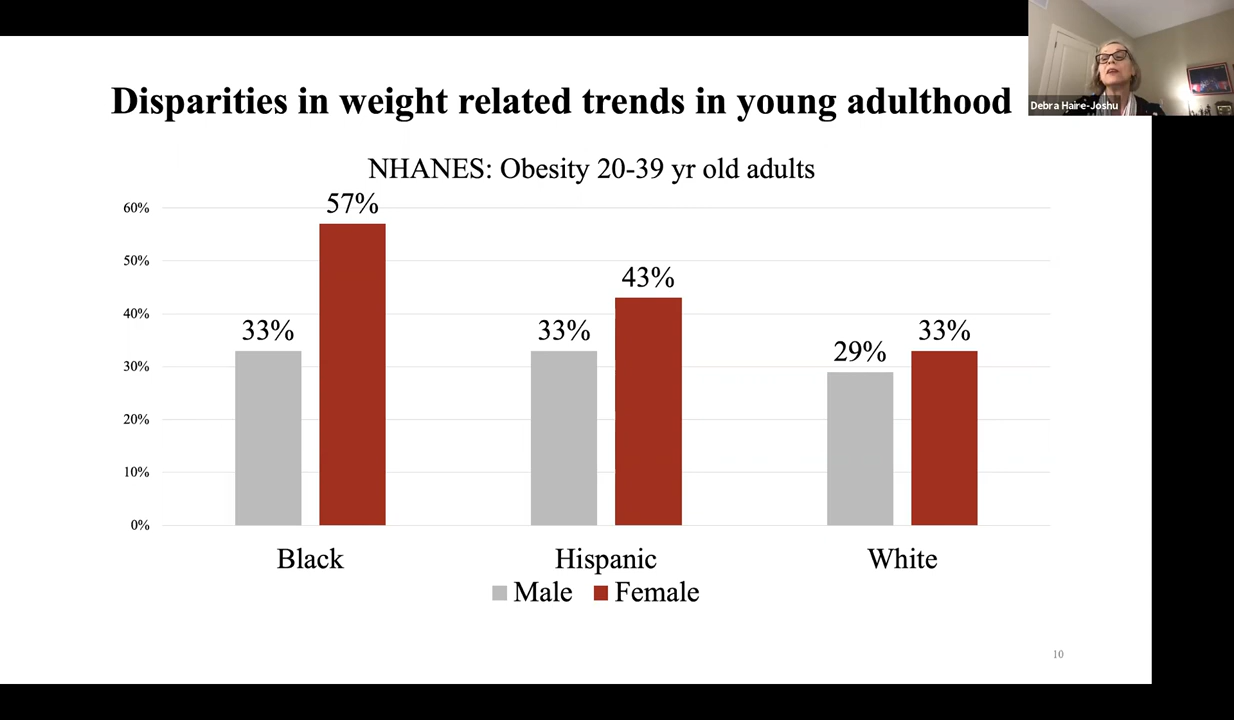 Disparities in weight related trends in young adulthood
Debra Haire-Joshu
NHANES: Obesity 20-39 yr old adults
60%
50%
40%
30%
20%
10%
0%
33%
57%
33%
43%
29%
33%
Black
Hispanic
White
Male
Female
10